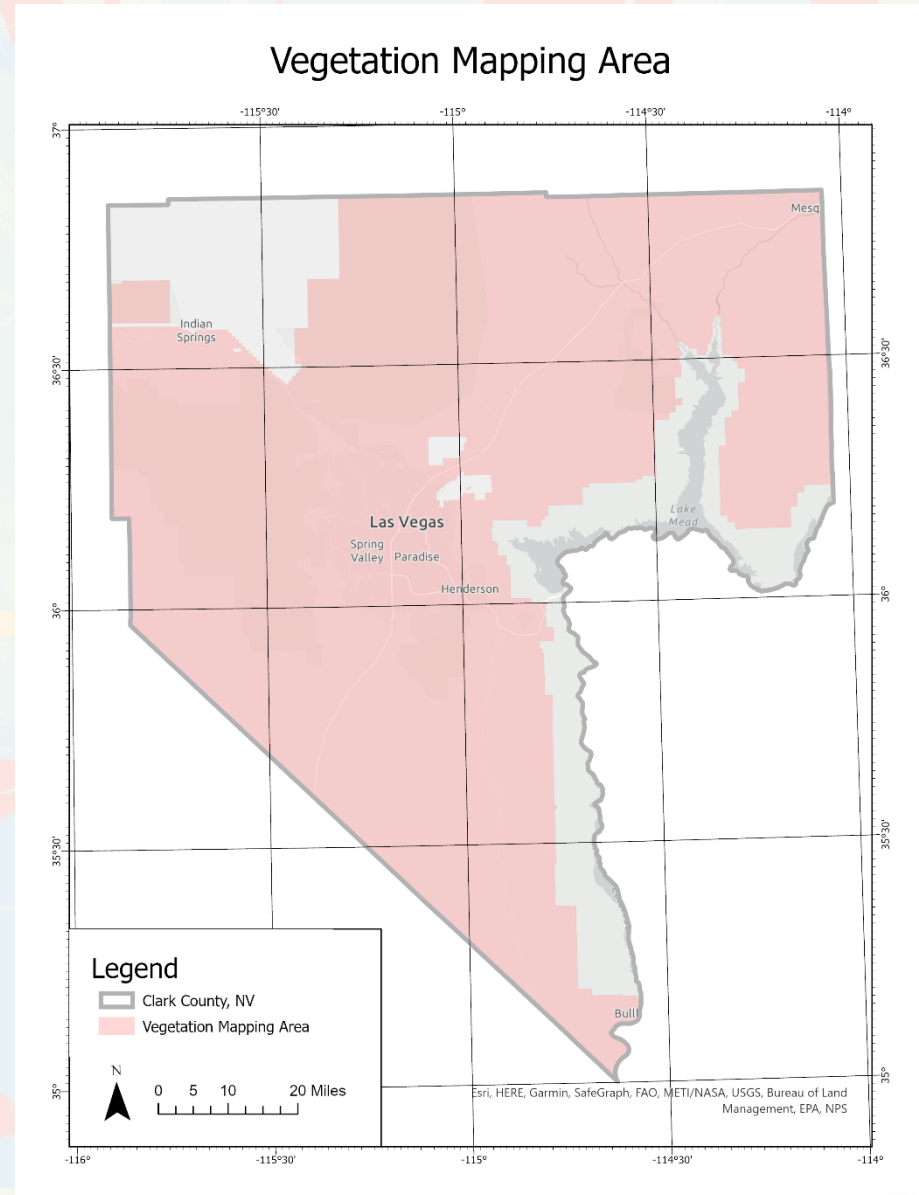 Vegetation Mapping Area
-115°30'
-115°
-114°30'
-114°
37°
Mesq
Indian
Springs
36°30'
36°30'
Las Vegas
Lake
Mead
Spring
Valley
Paradise
Henderson
36°
36°
35°30'
35°30'
Legend
Clark County, NV
Vegetation Mapping Area
Bulll
N
0 5 10 20 Miles
35°
35°
Esri, HERE, Garmin, SafeGraph, FAO, METI/NASA, USGS, Bureau of Land
Management, EPA, NPS
-116°
-115°30'
-115°
-114°30'
-114°